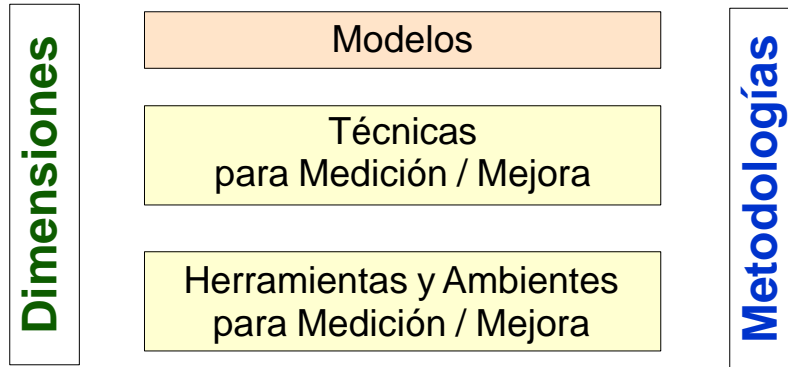 Dimensiones
Modelos
Técnicas
para Medición / Mejora
Herramientas y Ambientes
para Medición / Mejora
Metodologías